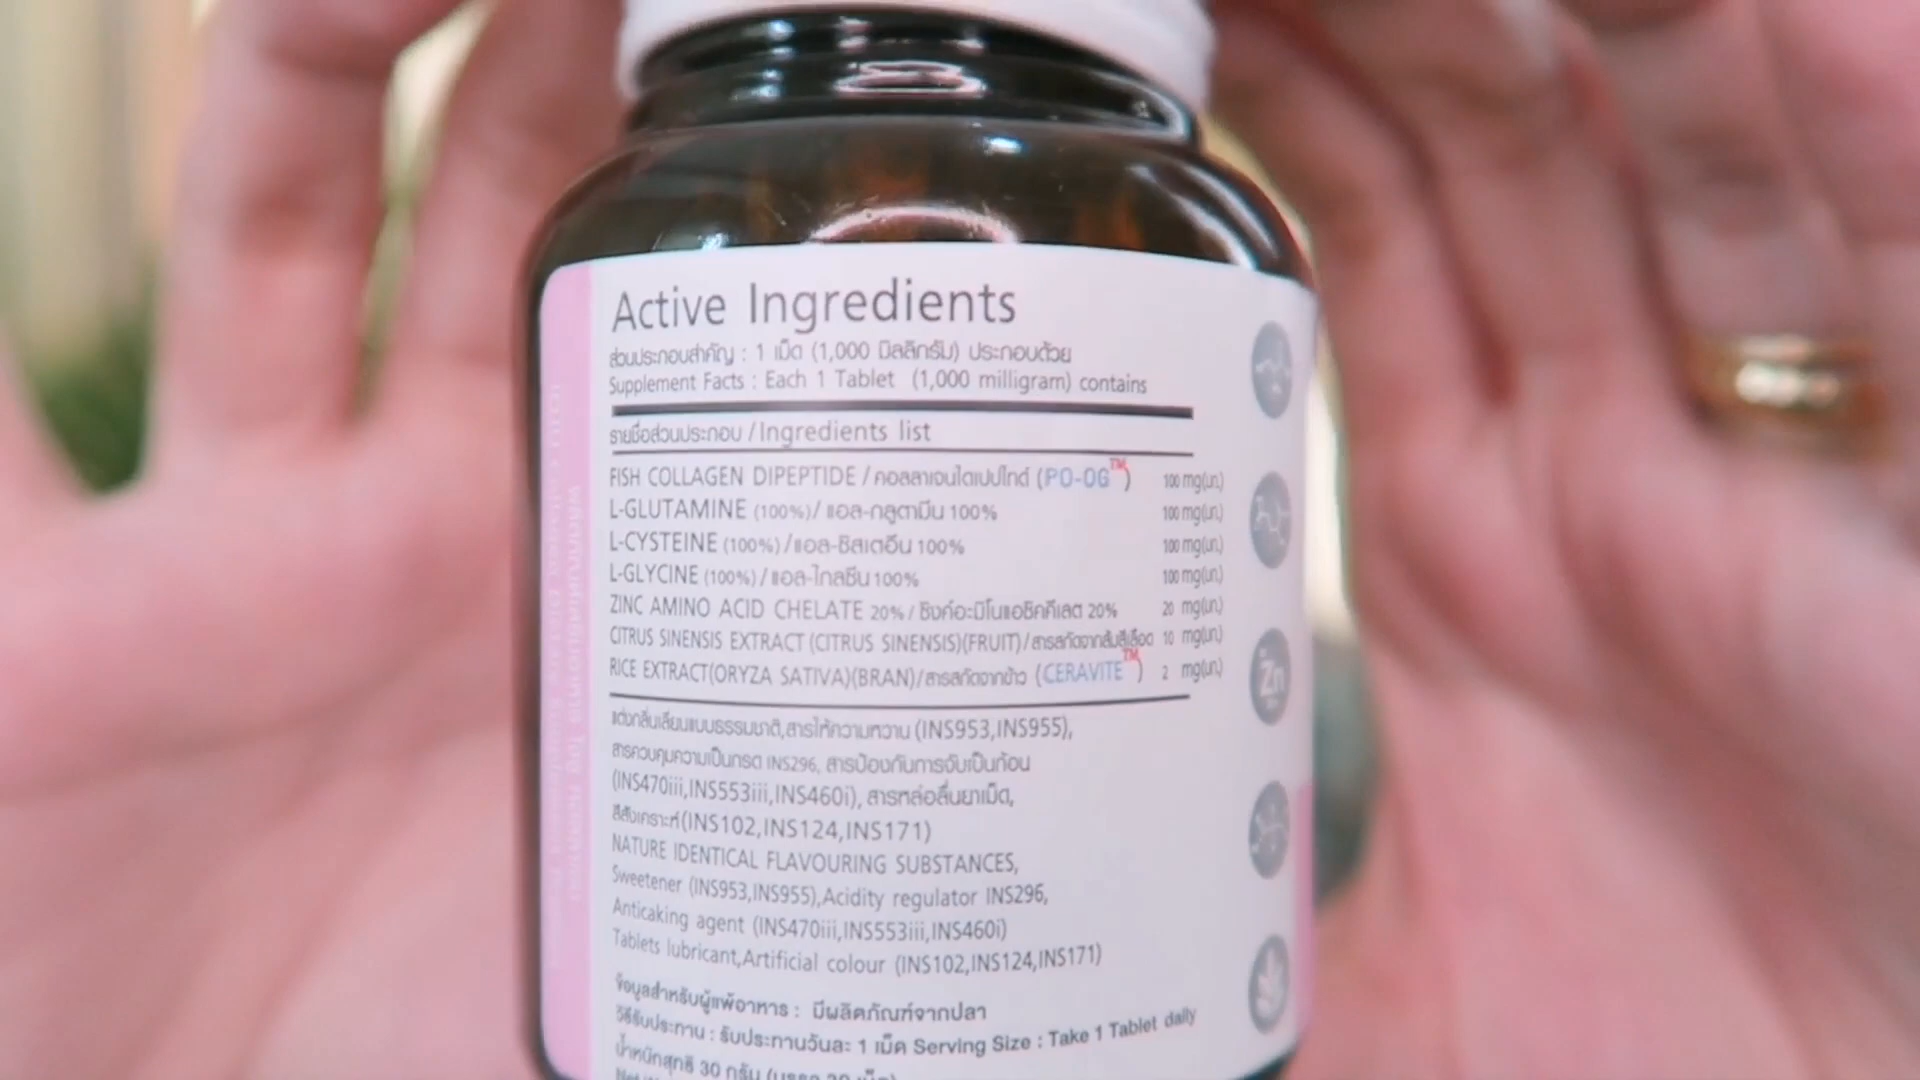 Active Ingredients
ส่วนประกอบสำคัญ : 1 เม็ด (1,000 มิลลิกรัม) ประกอบด้วย
Supplement Facts : Each 1 Tablet (1,000 milligram) contains
รายชื่อส่วนประกอบ / Ingredients list
FISH COLLAGEN DIPEPTIDE / คอลลาเจนไดเปปไทด์ (PO-OG™) 100 mg(มก.)
L-GLUTAMINE (100%) / แอล-กลูตามีน 100% 100 mg(มก.)
L-CYSTEINE (100%) / แอล-ซิสเตอีน 100% 100 mg(มก.)
L-GLYCINE (100%) / แอล-ไกลซีน 100% 100 mg(มก.)
ZINC AMINO ACID CHELATE 20% / ซิงค์อะมิโนแอซิคคีเลต 20% 20 mg(มก.)
CITRUS SINENSIS EXTRACT (CITRUS SINENSIS)(FRUIT) / สารสกัดจากส้มสีเลือด 10 mg(มก.)
RICE EXTRACT(ORYZA SATIVA)(BRAN) / สารสกัดจากข้าว (CERAVITE™) 2 mg(มก.)
แต่งกลิ่นเลียนแบบธรรมชาติ,สารให้ความหวาน (INS953,INS955),
สารควบคุมความเป็นกรด INS296, สารป้องกันการจับเป็นก้อน
(INS470iii,INS553iii,INS460i), สารหล่อลื่นยาเม็ด,
สีสังเคราะห์(INS102,INS124,INS171)
NATURE IDENTICAL FLAVOURING SUBSTANCES,
Sweetener (INS953,INS955),Acidity regulator INS296,
Anticaking agent (INS470iii,INS553iii,INS460i)
Tablets lubricant,Artificial colour (INS102,INS124,INS171)
ข้อมูลสำหรับผู้แพ้อาหาร : มีผลิตภัณฑ์จากปลา
วิธีรับประทาน : รับประทานวันละ 1 เม็ด Serving Size : Take 1 Tablet daily
น้ำหนักสุทธิ 30 กรัม (บรรจุ 30 เม็ด)
Zn